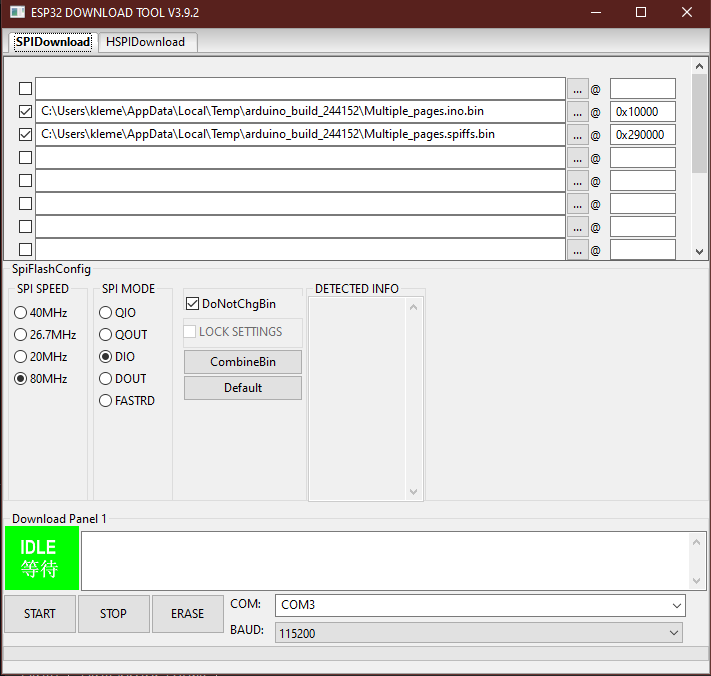 ESP32 DOWNLOAD TOOL V3.9.2
SPIDownload HSPIDownload
... @
C:\Users\kleme\AppData\Local\Temp\arduino_build_244152\Multiple_pages.ino.bin ... @ 0x10000
C:\Users\kleme\AppData\Local\Temp\arduino_build_244152\Multiple_pages.spiffs.bin ... @ 0x290000
... @
... @
... @
... @
... @
SpiFlashConfig
SPI SPEED
40MHz
26.7MHz
20MHz
80MHz
SPI MODE
QIO
QOUT
DIO
DOUT
FASTRD
DoNotChgBin
LOCK SETTINGS
CombineBin
Default
DETECTED INFO
Download Panel 1
IDLE
等待
START STOP ERASE
COM: COM3
BAUD: 115200